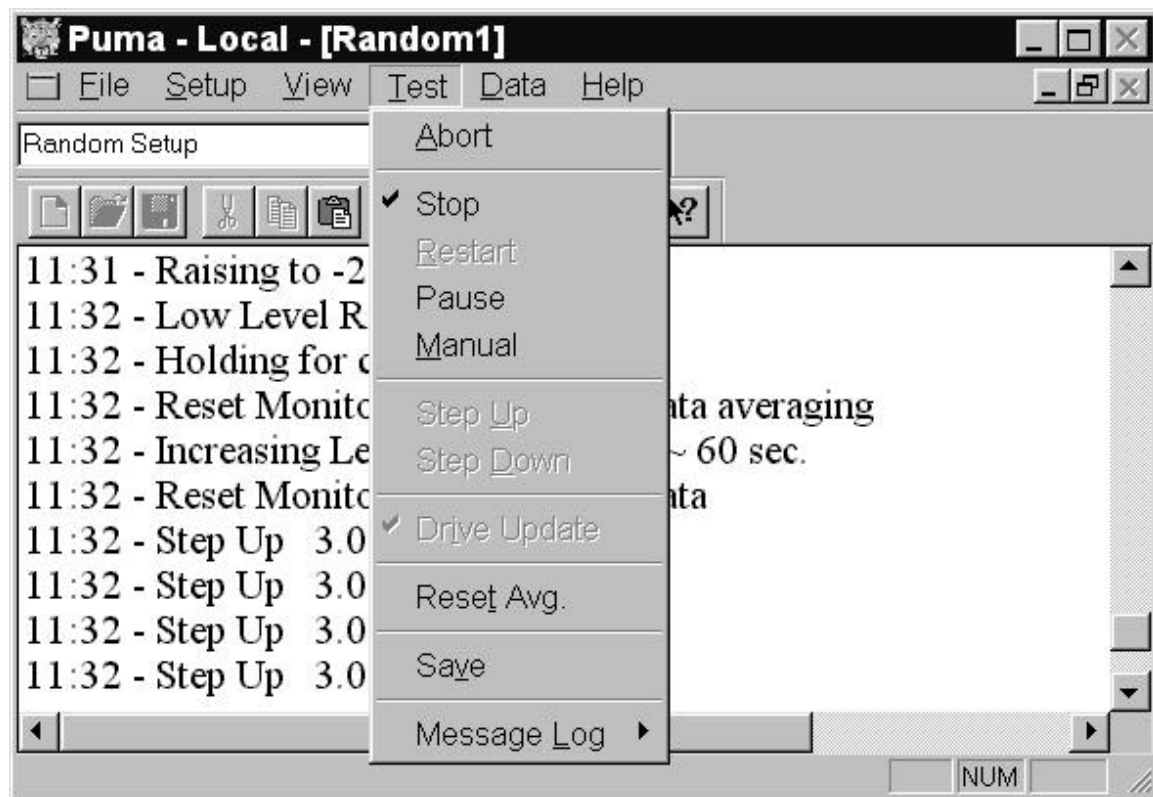 Puma - Local - [Random1]
File Setup View Test Data Help
Random Setup
Abort
Stop
Restart
Pause
Manual
Step Up
Step Down
Drive Update
Reset Avg.
Save
Message Log
11:31 - Raising to -2
11:32 - Low Level R
11:32 - Holding for
11:32 - Reset Monito ata averaging
11:32 - Increasing Le ~ 60 sec.
11:32 - Reset Monito ata
11:32 - Step Up 3.0
11:32 - Step Up 3.0
11:32 - Step Up 3.0
11:32 - Step Up 3.0
NUM